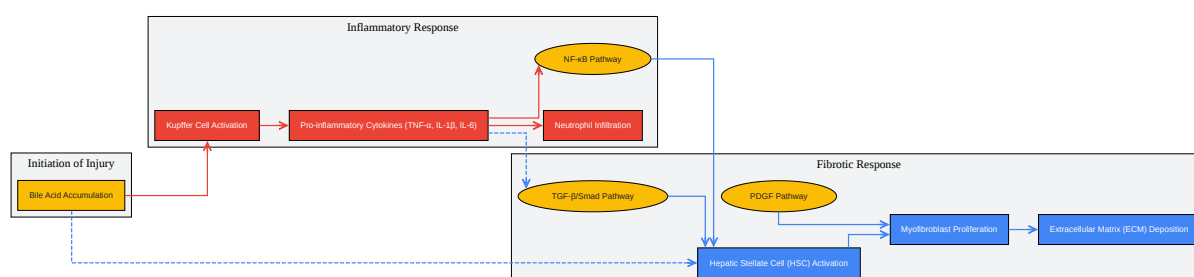 Inflammatory Response
NF-κB Pathway
Kupffer Cell Activation
Pro-inflammatory Cytokines (TNF-α, IL-1β, IL-6)
Neutrophil Infiltration
Initiation of Injury
Bile Acid Accumulation
Fibrotic Response
TGF-β/Smad Pathway
PDGF Pathway
Myofibroblast Proliferation
Extracellular Matrix (ECM) Deposition
Hepatic Stellate Cell (HSC) Activation